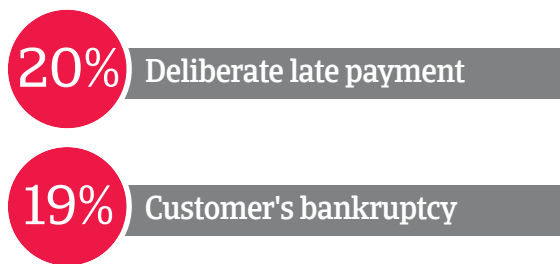 20% Deliberate late payment
19% Customer's bankruptcy